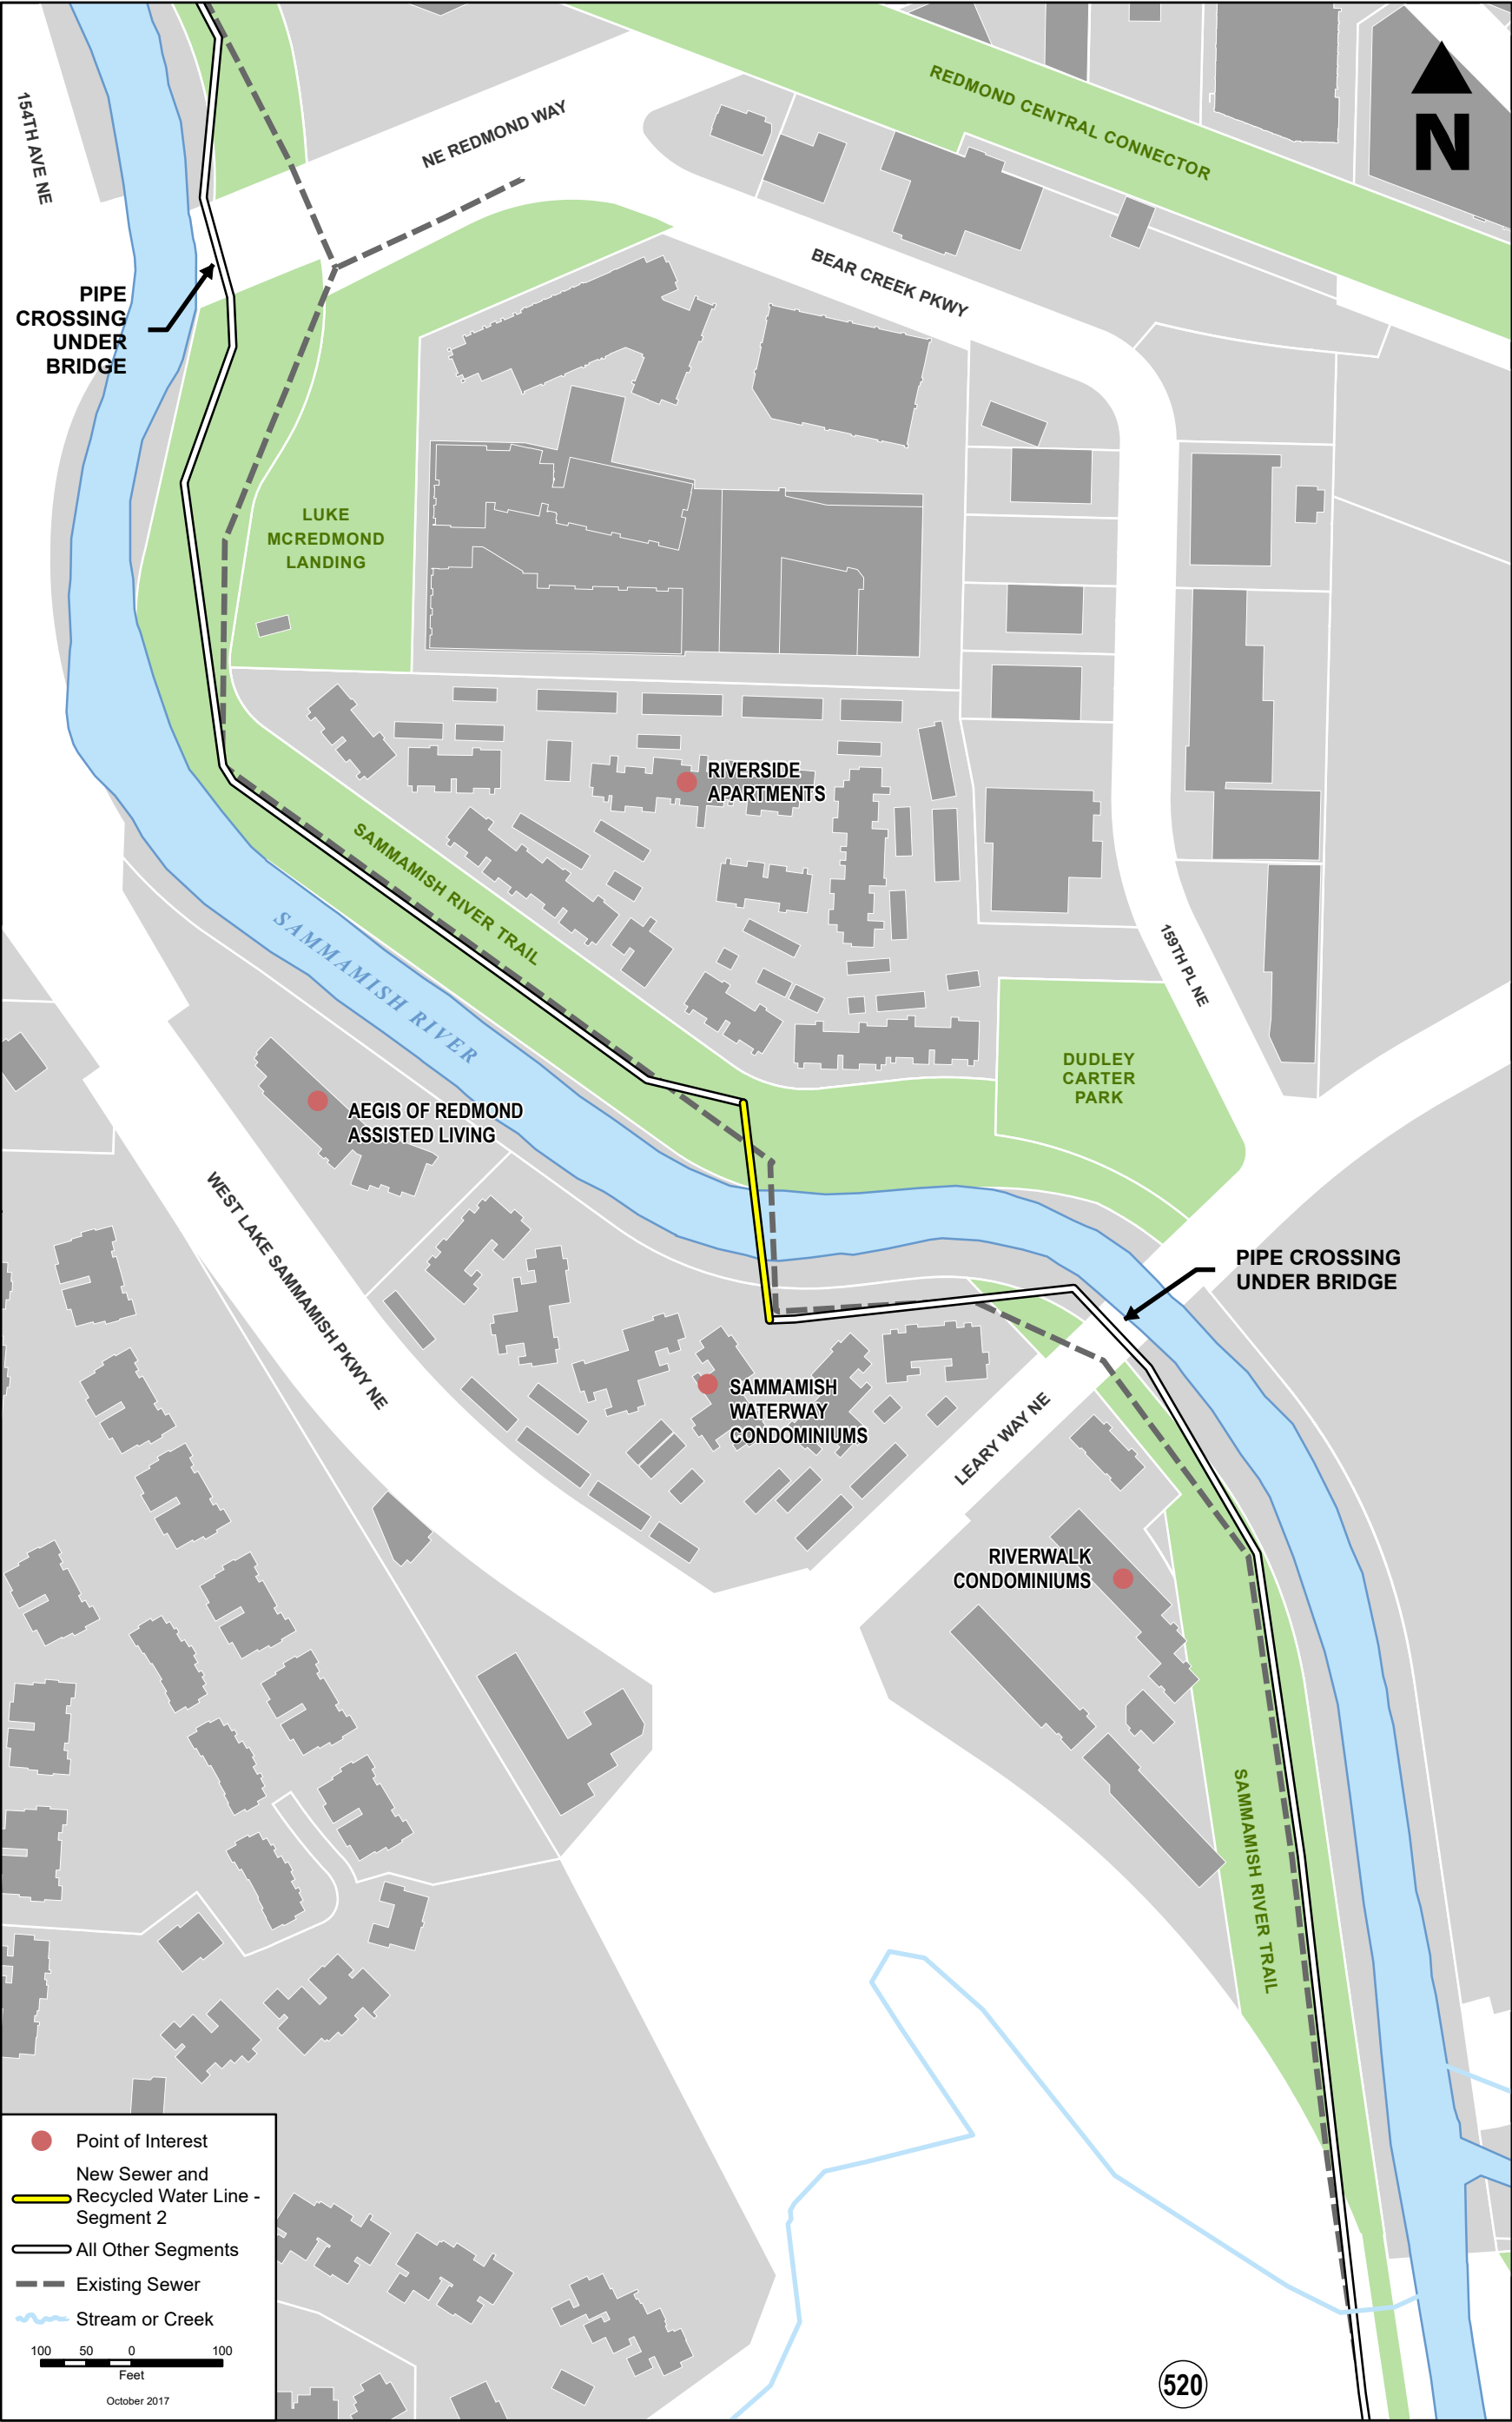 REDMOND CENTRAL CONNECTOR
N
154TH AVE NE
NE REDMOND WAY
BEAR CREEK PKWY
PIPE
CROSSING
UNDER
BRIDGE
LUKE
MCREDMOND
LANDING
RIVERSIDE
APARTMENTS
SAMMAMISH RIVER TRAIL
SAMMAMISH RIVER
159TH PL NE
DUDLEY
CARTER
PARK
AEGIS OF REDMOND
ASSISTED LIVING
WEST LAKE SAMMAMISH PKWY NE
PIPE CROSSING
UNDER BRIDGE
SAMMAMISH
WATERWAY
CONDOMINIUMS
LEARY WAY NE
RIVERWALK
CONDOMINIUMS
SAMMAMISH RIVER TRAIL
520
Point of Interest
New Sewer and
Recycled Water Line -
Segment 2
All Other Segments
Existing Sewer
Stream or Creek
100 50 0 100
Feet
October 2017